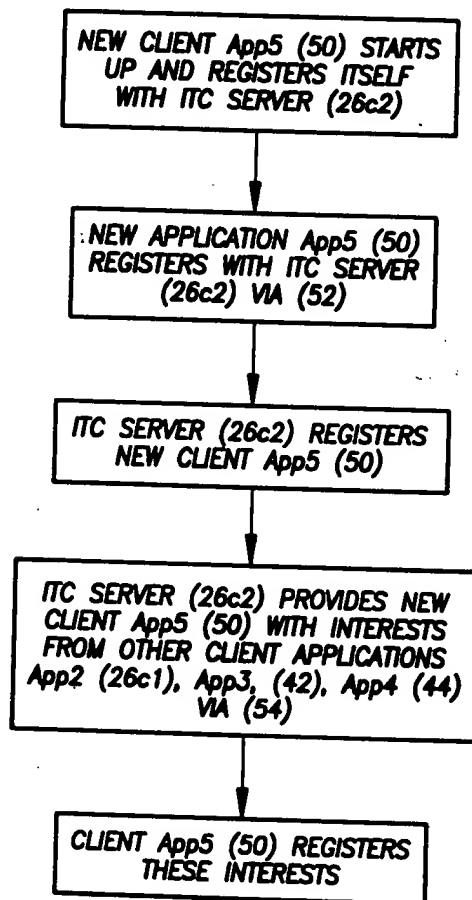 NEW CLIENT App5 (50) STARTS
UP AND REGISTERS ITSELF
WITH ITC SERVER (26c2)
NEW APPLICATION App5 (50)
REGISTERS WITH ITC SERVER
(26c2) VIA (52)
ITC SERVER (26c2) REGISTERS
NEW CLIENT App5 (50)
ITC SERVER (26c2) PROVIDES NEW
CLIENT App5 (50) WITH INTERESTS
FROM OTHER CLIENT APPLICATIONS
App2 (26c1), App3, (42), App4 (44)
VIA (54)
CLIENT App5 (50) REGISTERS
THESE INTERESTS